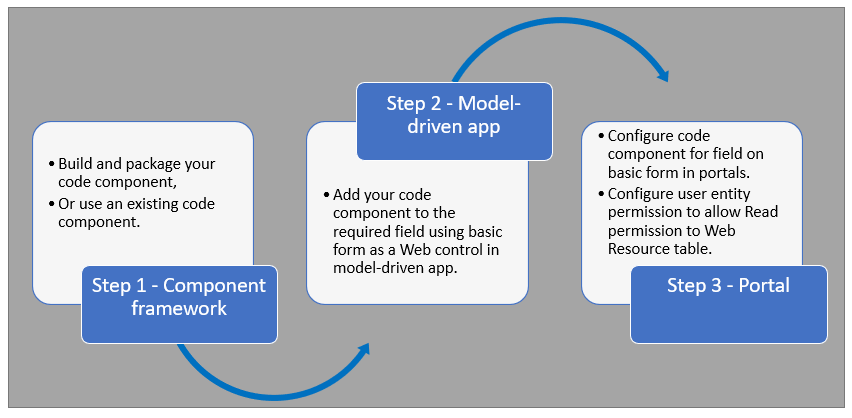 • Build and package your
code component,
• Or use an existing code
component.
Step 1 - Component
framework
Step 2 - Model-
driven app
• Add your code
component to the
required field using basic
form as a Web control in
model-driven app.
• Configure code
component for field on
basic form in portals.
• Configure user entity
permission to allow Read
permission to Web
Resource table.
Step 3 - Portal